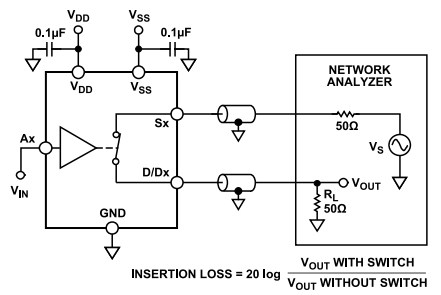 VDD
VSS
0.1µF
0.1µF
VDD
VSS
NETWORK
ANALYZER
Ax
Sx
50Ω
VS
VIN
D/Dx
VOUT
RL
50Ω
GND
INSERTION LOSS = 20 log
VOUT WITH SWITCH
VOUT WITHOUT SWITCH